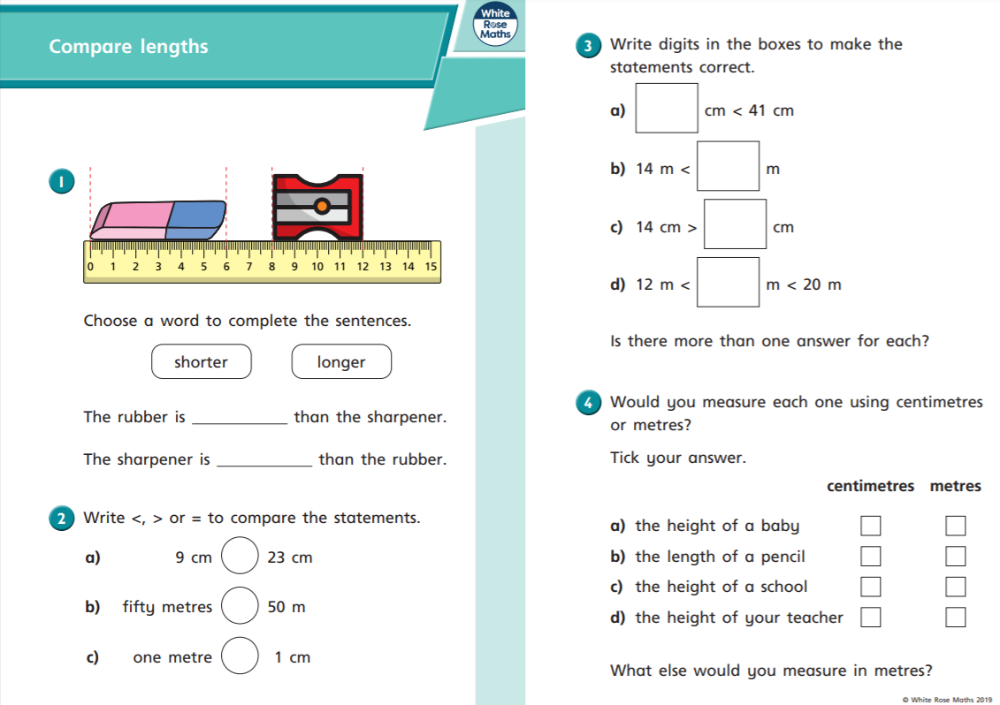 Compare lengths
White
Rose
Maths
1
0 1 2 3 4 5 6 7 8 9 10 11 12 13 14 15
Choose a word to complete the sentences.
shorter longer
The rubber is __________ than the sharpener.
The sharpener is __________ than the rubber.
2 Write <, > or = to compare the statements.
a) 9 cm 23 cm
b) fifty metres 50 m
c) one metre 1 cm
3 Write digits in the boxes to make the
statements correct.
a) cm < 41 cm
b) 14 m < m
c) 14 cm > cm
d) 12 m < m < 20 m
Is there more than one answer for each?
4 Would you measure each one using centimetres
or metres?
Tick your answer.
centimetres metres
a) the height of a baby
b) the length of a pencil
c) the height of a school
d) the height of your teacher
What else would you measure in metres?
© White Rose Maths 2019